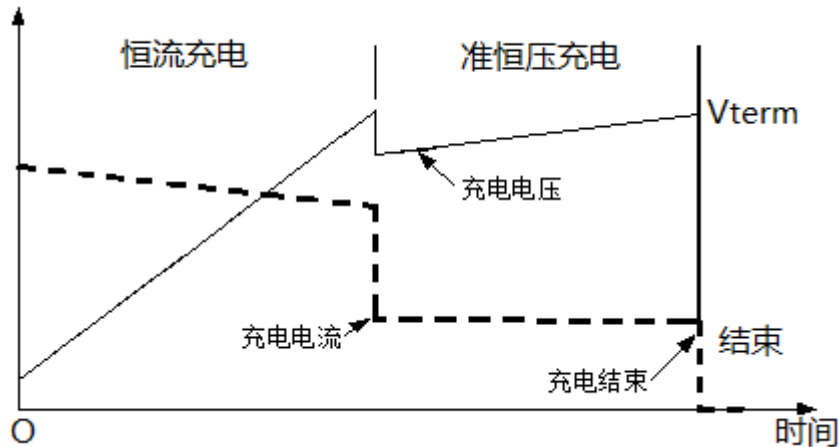 恒流充电
准恒压充电
Vterm
充电电压
充电电流
结束
充电结束
O
时间